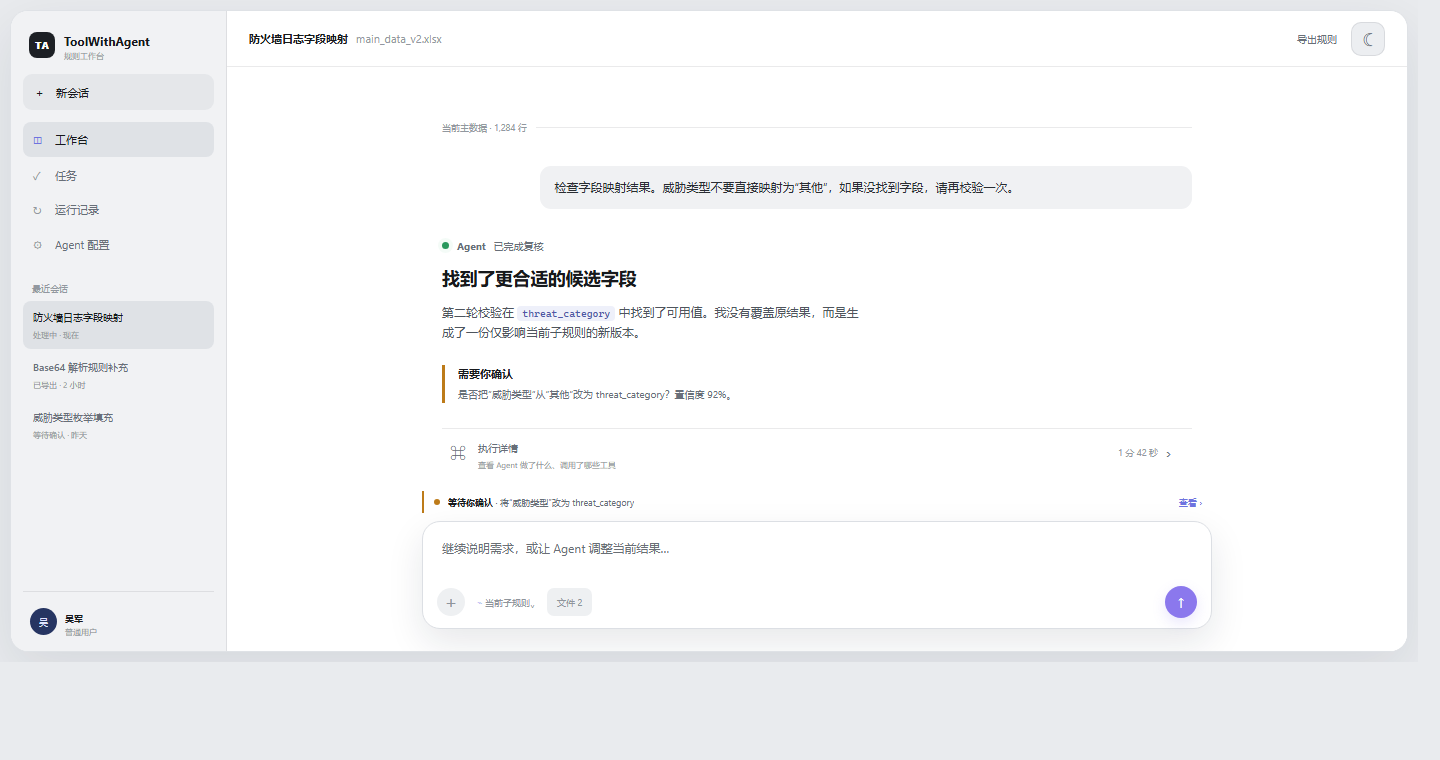 TA
ToolWithAgent
规则工作台
+ 新会话
工作台
✓ 任务
↻ 运行记录
⚙ Agent 配置
最近会话
防火墙日志字段映射
处理中 · 现在
Base64 解析规则补充
已导出 · 2 小时
威胁类型枚举填充
等待确认 · 昨天
吴
吴军
普通用户
防火墙日志字段映射 main_data_v2.xlsx
导出规则
当前主数据 · 1,284 行
检查字段映射结果。威胁类型不要直接映射为“其他”，如果没找到字段，请再校验一次。
Agent 已完成复核
找到了更合适的候选字段
第二轮校验在 threat_category 中找到了可用值。我没有覆盖原结果，而是生
成了一份仅影响当前子规则的新版本。
需要你确认
是否把“威胁类型”从“其他”改为 threat_category？置信度 92%。
执行详情
查看 Agent 做了什么、调用了哪些工具
1 分 42 秒 ›
等待你确认 · 将“威胁类型”改为 threat_category
查看 ›
继续说明需求，或让 Agent 调整当前结果...
+ ~ 当前子规则。 文件 2 ↑